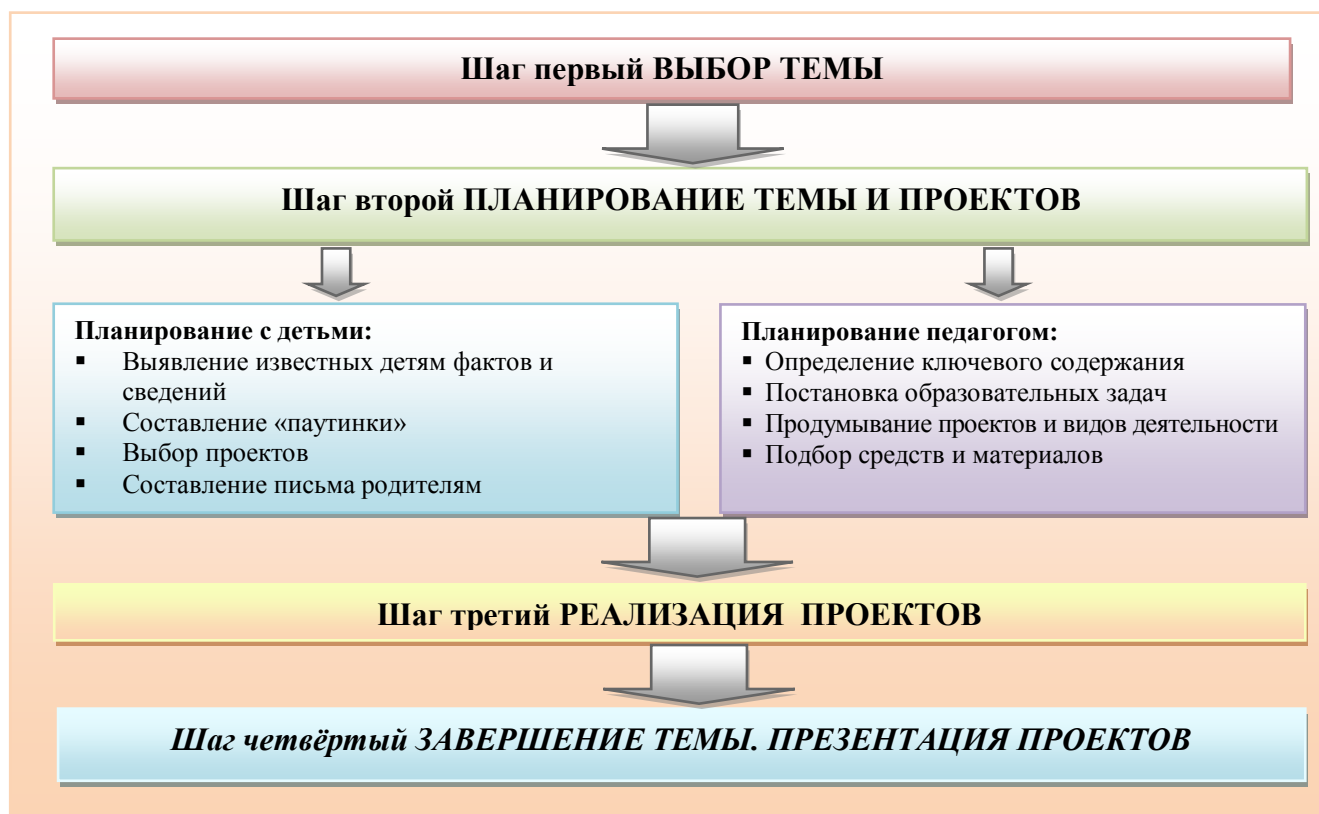 Шаг первый ВЫБОР ТЕМЫ
Шаг второй ПЛАНИРОВАНИЕ ТЕМЫ И ПРОЕКТОВ
Планирование с детьми:
▪ Выявление известных детям фактов и
сведений
▪ Составление «паутинки»
▪ Выбор проектов
▪ Составление письма родителям
Планирование педагогом:
▪ Определение ключевого содержания
▪ Постановка образовательных задач
▪ Продумывание проектов и видов деятельности
▪ Подбор средств и материалов
Шаг третий РЕАЛИЗАЦИЯ ПРОЕКТОВ
Шаг четвёртый ЗАВЕРШЕНИЕ ТЕМЫ. ПРЕЗЕНТАЦИЯ ПРОЕКТОВ